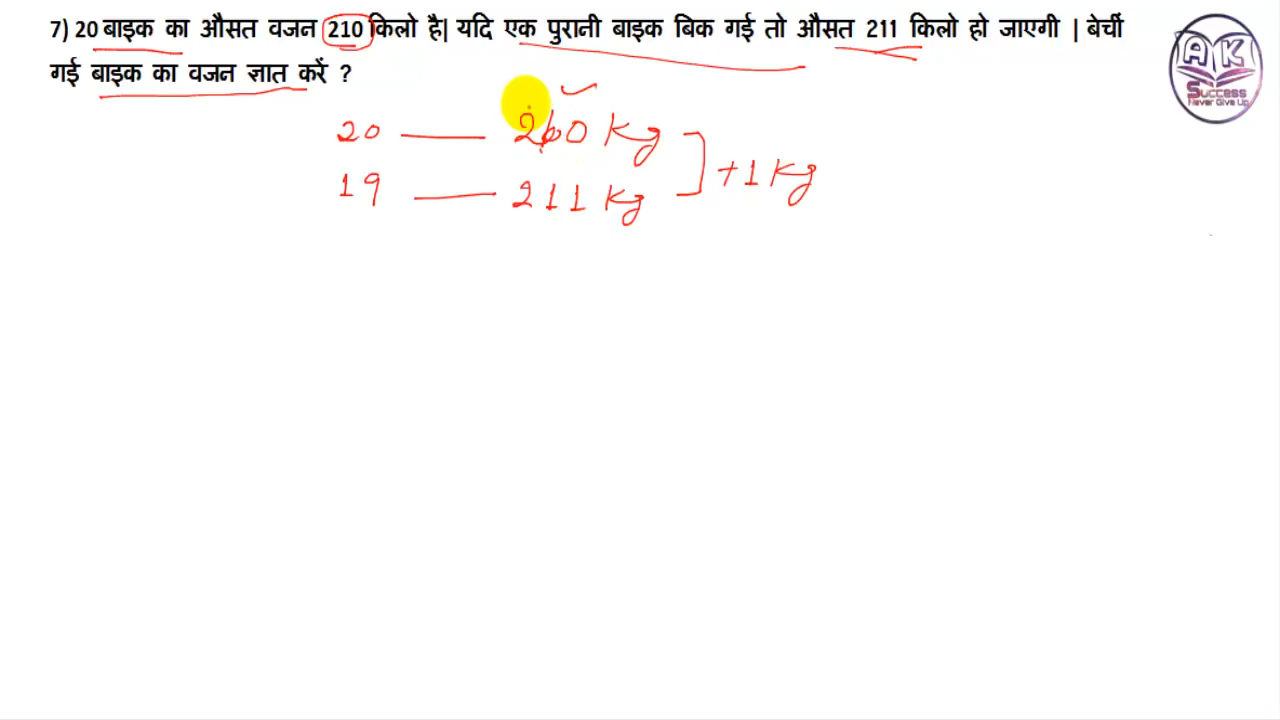 7) 20 बाइक का औसत वजन 210 किलो है| यदि एक पुरानी बाइक बिक गई तो औसत 211 किलो हो जाएगी | बेचीं
गई बाइक का वजन ज्ञात करें ?
AK
Success
Never Give Up
20 — 260 Kg
19 — 211 Kg
+1 Kg